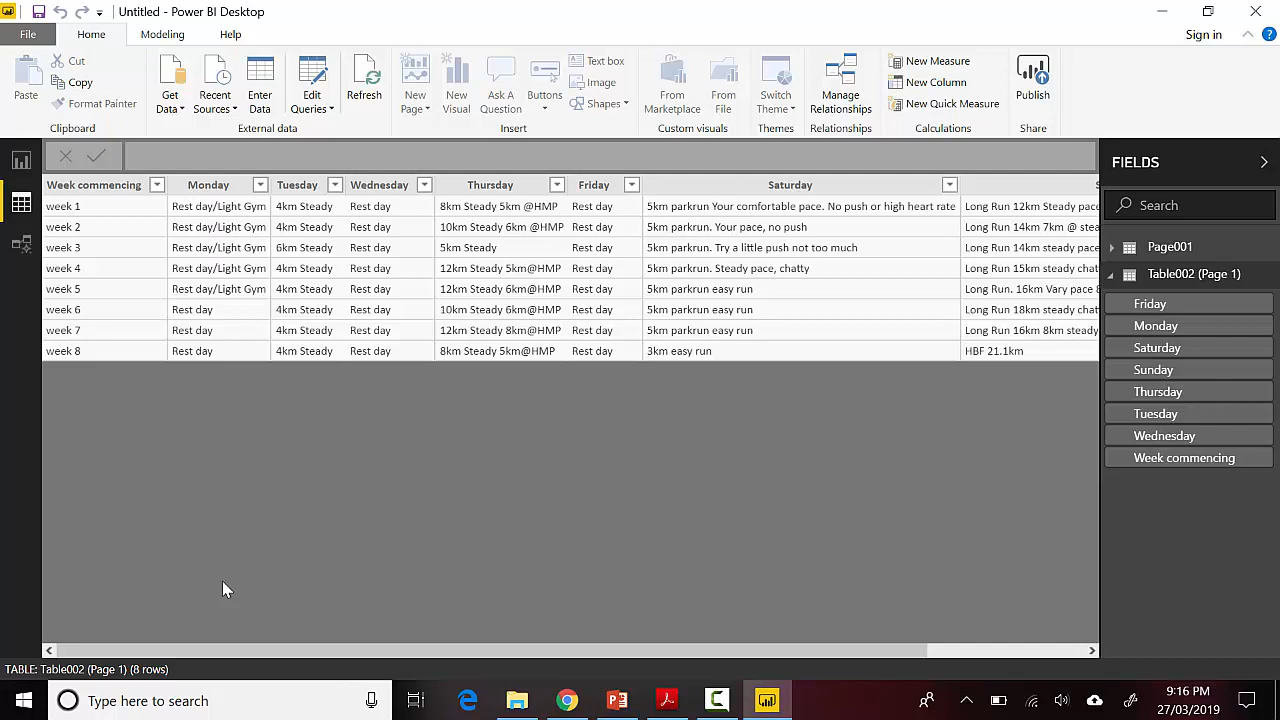 Untitled - Power BI Desktop
File
Home
Modeling
Help
Sign in
Paste
Cut
Copy
Format Painter
Clipboard
Get Data
Recent Sources
Enter Data
Edit Queries
Refresh
External data
New Page
New Visual
Ask A Question
Buttons
Text box
Image
Shapes
Insert
From Marketplace
From File
Custom visuals
Switch Theme
Themes
Manage Relationships
Relationships
New Measure
New Column
New Quick Measure
Calculations
Publish
Share
Week commencing Monday Tuesday Wednesday Thursday Friday Saturday S
week 1 Rest day/Light Gym 4km Steady Rest day 8km Steady 5km @HMP Rest day 5km parkrun Your comfortable pace. No push or high heart rate Long Run 12km Steady pace
week 2 Rest day/Light Gym 4km Steady Rest day 10km Steady 6km @HMP Rest day 5km parkrun. Your pace, no push Long Run 14km 7km @ stea
week 3 Rest day/Light Gym 6km Steady Rest day 5km Steady Rest day 5km parkrun. Try a little push not too much Long Run 14km steady pace
week 4 Rest day/Light Gym 4km Steady Rest day 12km Steady 5km@HMP Rest day 5km parkrun. Steady pace, chatty Long Run 15km steady chat
week 5 Rest day/Light Gym 4km Steady Rest day 12km Steady 6km@HMP Rest day 5km parkrun easy run Long Run. 16km Vary pace 8
week 6 Rest day 4km Steady Rest day 10km Steady 6km@HMP Rest day 5km parkrun easy run Long Run 18km steady chat
week 7 Rest day 4km Steady Rest day 12km Steady 8km@HMP Rest day 5km parkrun easy run Long Run 16km 8km steady
week 8 Rest day 4km Steady Rest day 8km Steady 5km@HMP Rest day 3km easy run HBF 21.1km
FIELDS
Search
Page001
Table002 (Page 1)
Friday
Monday
Saturday
Sunday
Thursday
Tuesday
Wednesday
Week commencing
TABLE: Table002 (Page 1) (8 rows)
Type here to search
9:16 PM
27/03/2019